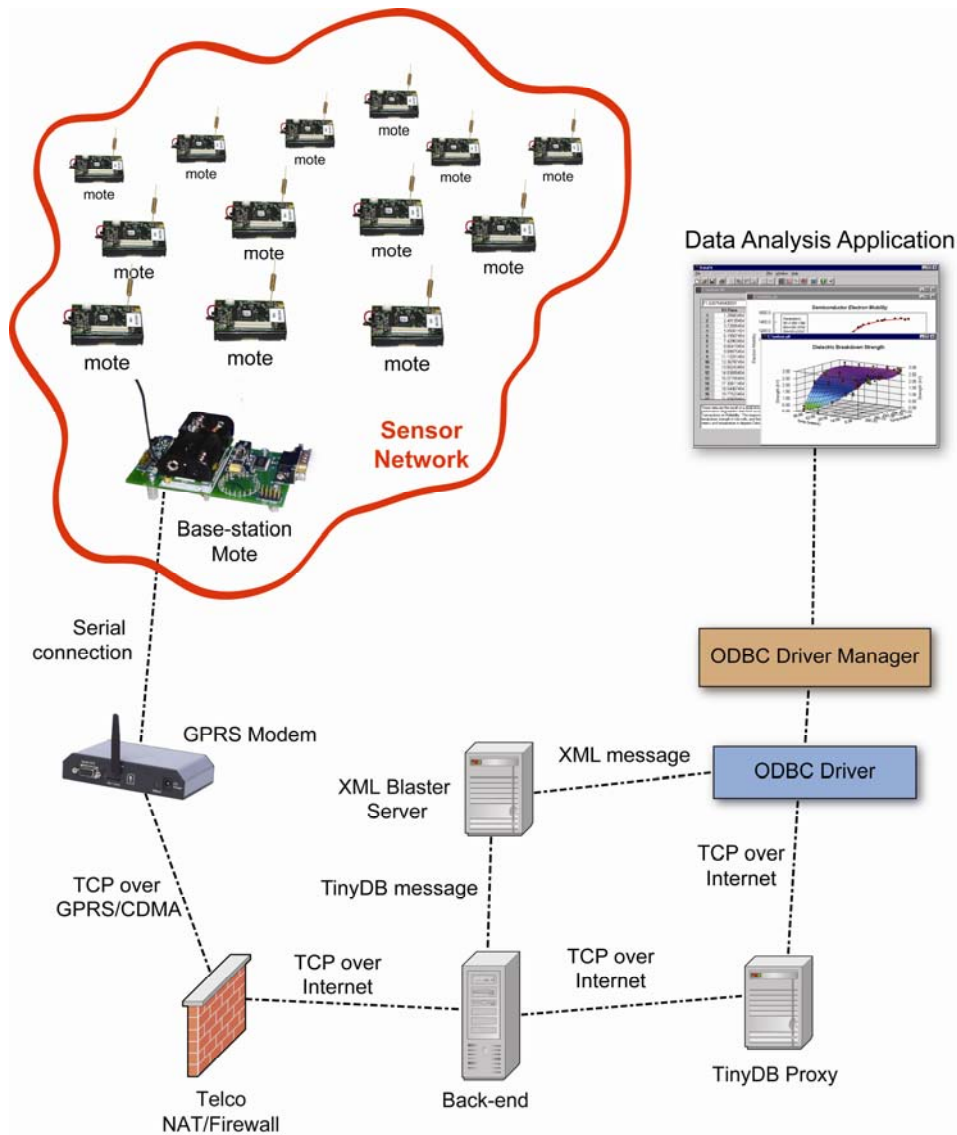 mote
mote
mote
mote
mote
mote
mote
mote
mote
mote
mote
mote
mote
Sensor
Network
Base-station
Mote
Data Analysis Application
Semiconductor Electron Mobility
Dielectric Breakdown Strength
Serial
connection
ODBC Driver Manager
GPRS Modem
XML message
ODBC Driver
XML Blaster
Server
TCP over
Internet
TCP over
GPRS/CDMA
TinyDB message
TCP over
Internet
TCP over
Internet
Telco
NAT/Firewall
Back-end
TinyDB Proxy